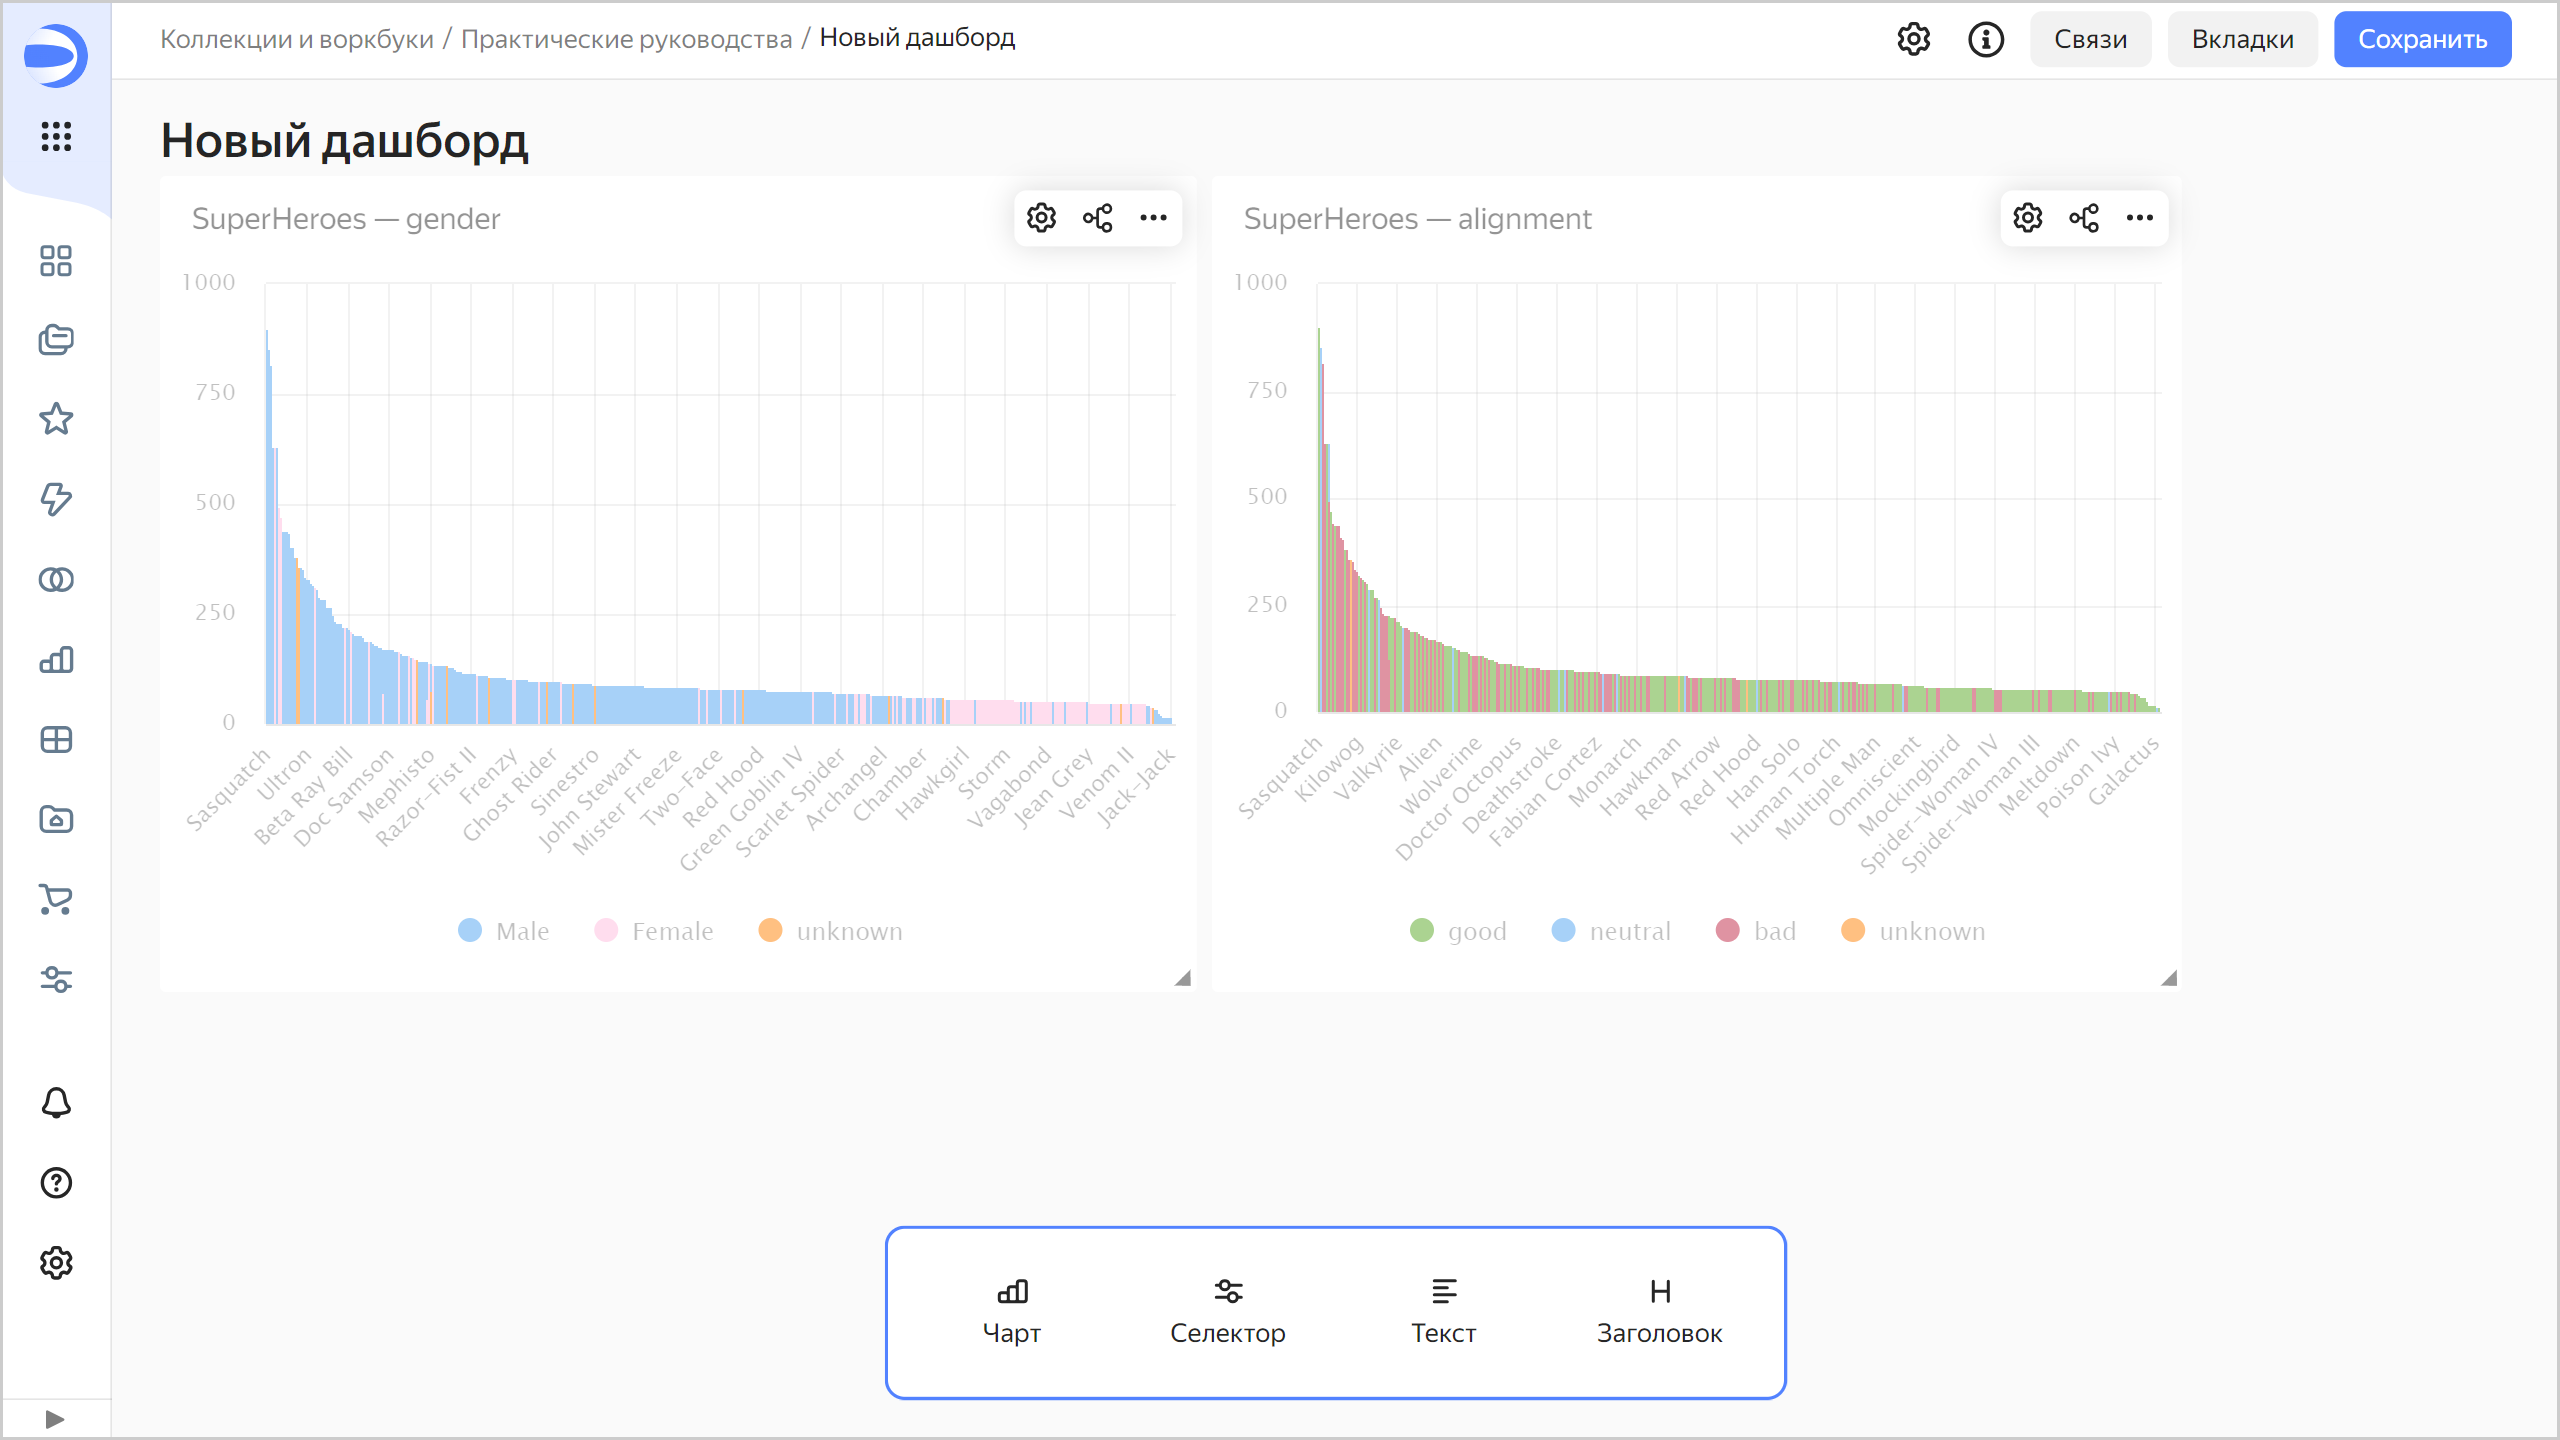 Коллекции и воркбуки / Практические руководства / Новый дашборд
Связи
Вкладки
Сохранить
Новый дашборд
SuperHeroes — gender
1000
750
500
250
0
Sasquatch
Ultron
Beta Ray Bill
Doc Samson
Mephisto
Razor-Fist II
Frenzy
Ghost Rider
Sinestro
John Stewart
Mister Freeze
Two-Face
Red Hood
Green Goblin IV
Scarlet Spider
Archangel
Chamber
Hawkgirl
Storm
Vagabond
Jean Grey
Venom II
Jack-Jack
Male
Female
unknown
SuperHeroes — alignment
1000
750
500
250
0
Sasquatch
Kilowog
Valkyrie
Alien
Wolverine
Doctor Octopus
Deathstroke
Fabian Cortez
Monarch
Hawkman
Red Arrow
Red Hood
Han Solo
Human Torch
Multiple Man
Omniscient
Mockingbird
Spider-Woman IV
Spider-Woman III
Meltdown
Poison Ivy
Galactus
good
neutral
bad
unknown
Чарт
Селектор
Текст
Заголовок